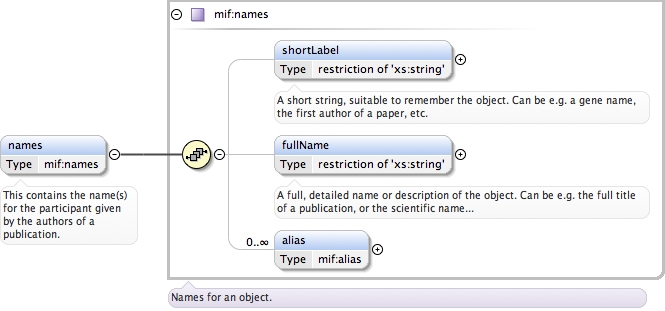 mif:names
shortLabel
Type restriction of 'xs:string'
A short string, suitable to remember the object. Can be e.g. a gene name,
the first author of a paper, etc.
names
Type mif:names
This contains the name(s)
for the participant given
by the authors of a
publication.
fullName
Type restriction of 'xs:string'
A full, detailed name or description of the object. Can be e.g. the full title
of a publication, or the scientific name...
0..∞
alias
Type mif:alias
Names for an object.